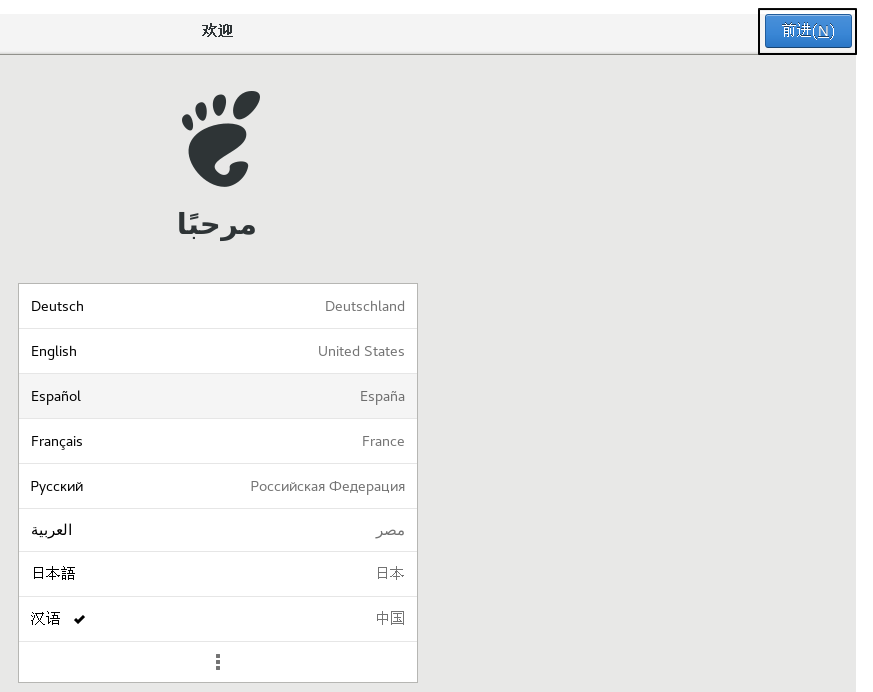 欢迎
前进(N)
مرحبًا
Deutsch Deutschland
English United States
Español España
Français France
Русский Российская Федерация
العربية مصر
日本語 日本
汉语 中国